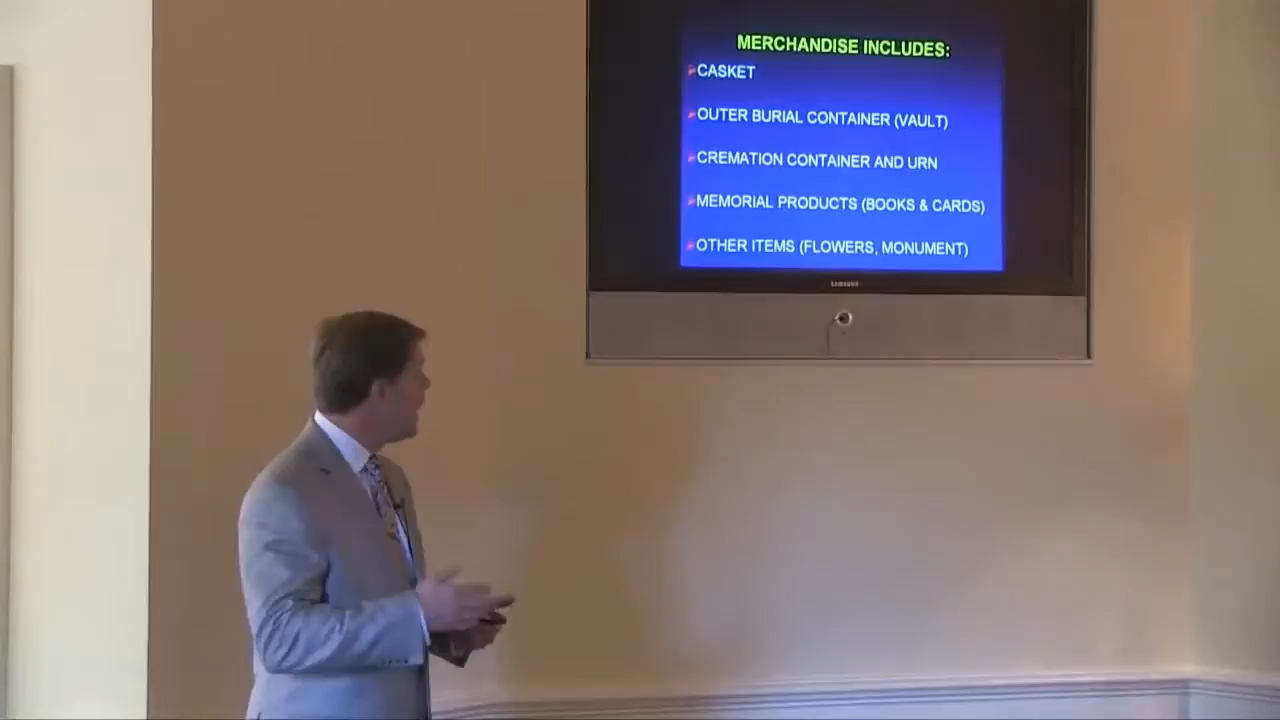 MERCHANDISE INCLUDES:
CASKET
OUTER BURIAL CONTAINER (VAULT)
CREMATION CONTAINER AND URN
MEMORIAL PRODUCTS (BOOKS & CARDS)
OTHER ITEMS (FLOWERS, MONUMENT)
SAMSUNG